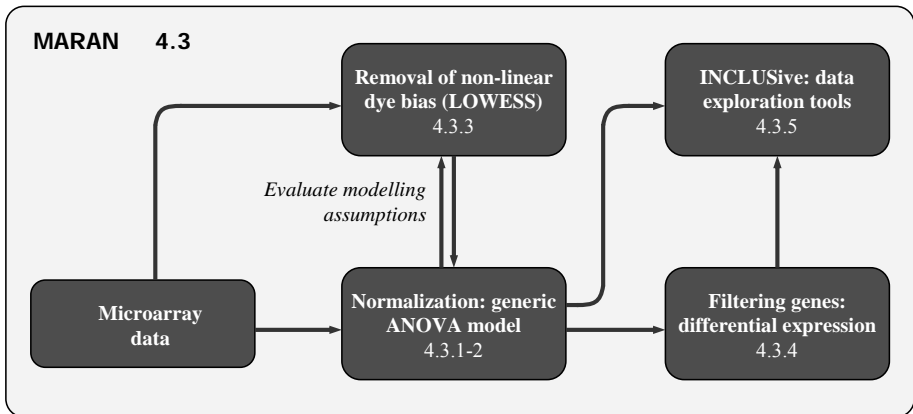 MARAN 4.3
Removal of non-linear
dye bias (LOWESS)
4.3.3
INCLUSive: data
exploration tools
4.3.5
Evaluate modelling
assumptions
Microarray
data
Normalization: generic
ANOVA model
4.3.1-2
Filtering genes:
differential expression
4.3.4